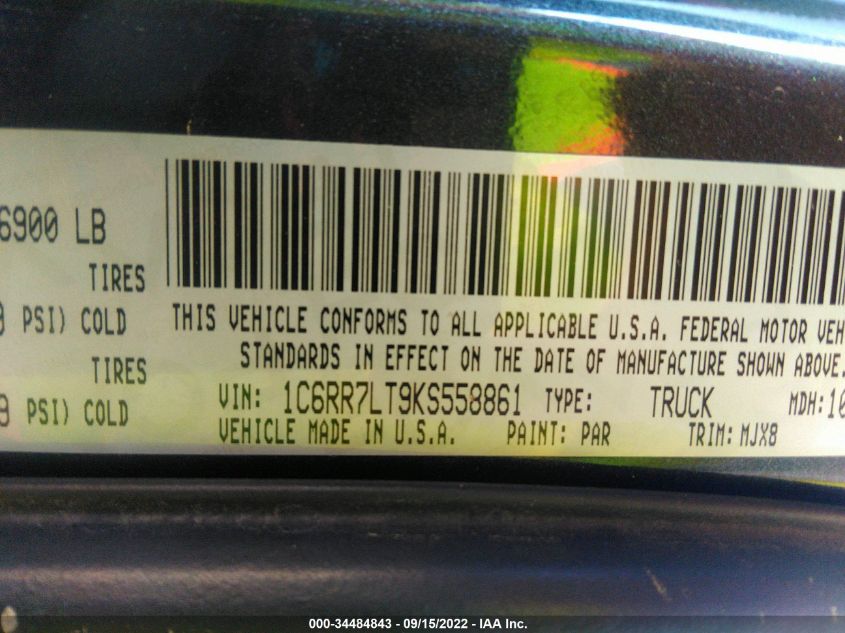 6900 LB
TIRES
PSI) COLD
THIS VEHICLE CONFORMS TO ALL APPLICABLE U.S.A. FEDERAL MOTOR VEH
STANDARDS IN EFFECT ON THE DATE OF MANUFACTURE SHOWN ABOVE.
TIRES
PSI) COLD
VIN: 1C6RR7LT9KS558861 TYPE: TRUCK MDH:10
VEHICLE MADE IN U.S.A. PAINT: PAR TRIM: MJX8
000-34484843 - 09/15/2022 - IAA Inc.